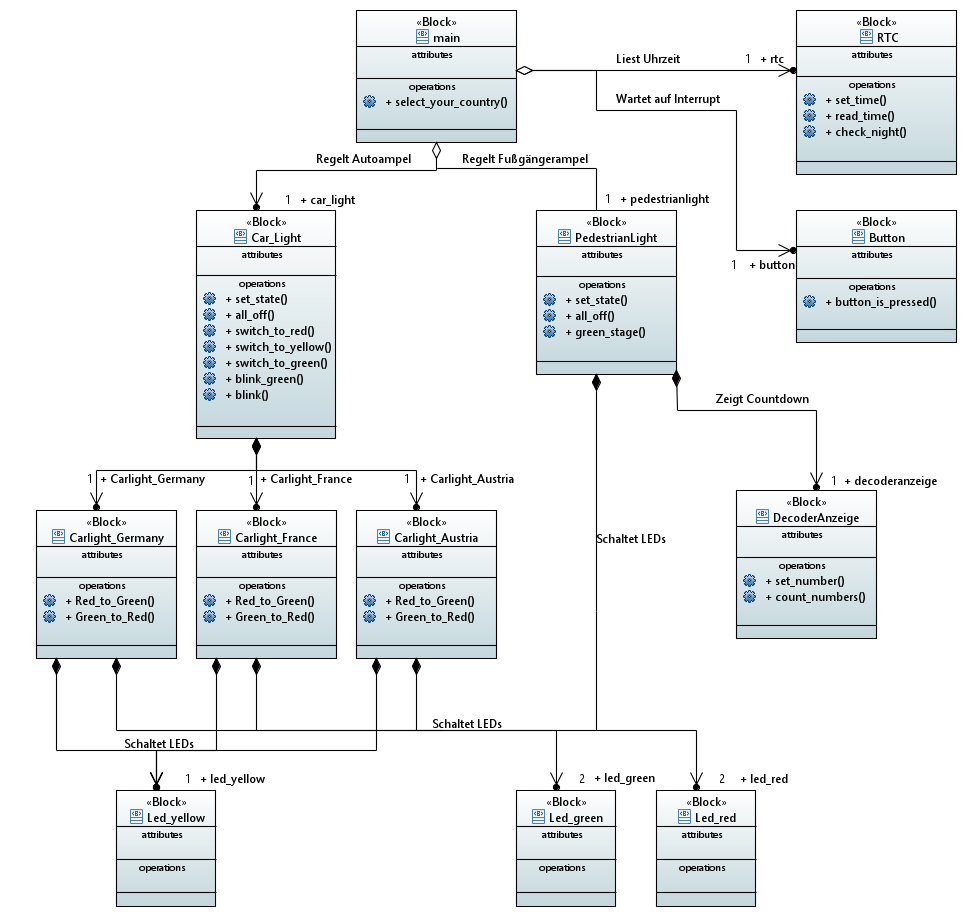 «Block»
main
attributes
operations
+ select_your_country()
«Block»
RTC
attributes
operations
+ set_time()
+ read_time()
+ check_night()
Liest Uhrzeit
1 + rtc
Wartet auf Interrupt
1 + button
Regelt Autoampel
Regelt Fußgängerampel
1 + car_light
1 + pedestrianlight
«Block»
Car_Light
attributes
operations
+ set_state()
+ all_off()
+ switch_to_red()
+ switch_to_yellow()
+ switch_to_green()
+ blink_green()
+ blink()
«Block»
PedestrianLight
attributes
operations
+ set_state()
+ all_off()
+ green_stage()
«Block»
Button
attributes
operations
+ button_is_pressed()
Zeigt Countdown
1 + decoderanzeige
1 + Carlight_Germany
1 + Carlight_France
1 + Carlight_Austria
«Block»
Carlight_Germany
attributes
operations
+ Red_to_Green()
+ Green_to_Red()
«Block»
Carlight_France
attributes
operations
+ Red_to_Green()
+ Green_to_Red()
«Block»
Carlight_Austria
attributes
operations
+ Red_to_Green()
+ Green_to_Red()
Schaltet LEDs
«Block»
DecoderAnzeige
attributes
operations
+ set_number()
+ count_numbers()
Schaltet LEDs
Schaltet LEDs
1 + led_yellow
2 + led_green
2 + led_red
«Block»
Led_yellow
attributes
operations
«Block»
Led_green
attributes
operations
«Block»
Led_red
attributes
operations